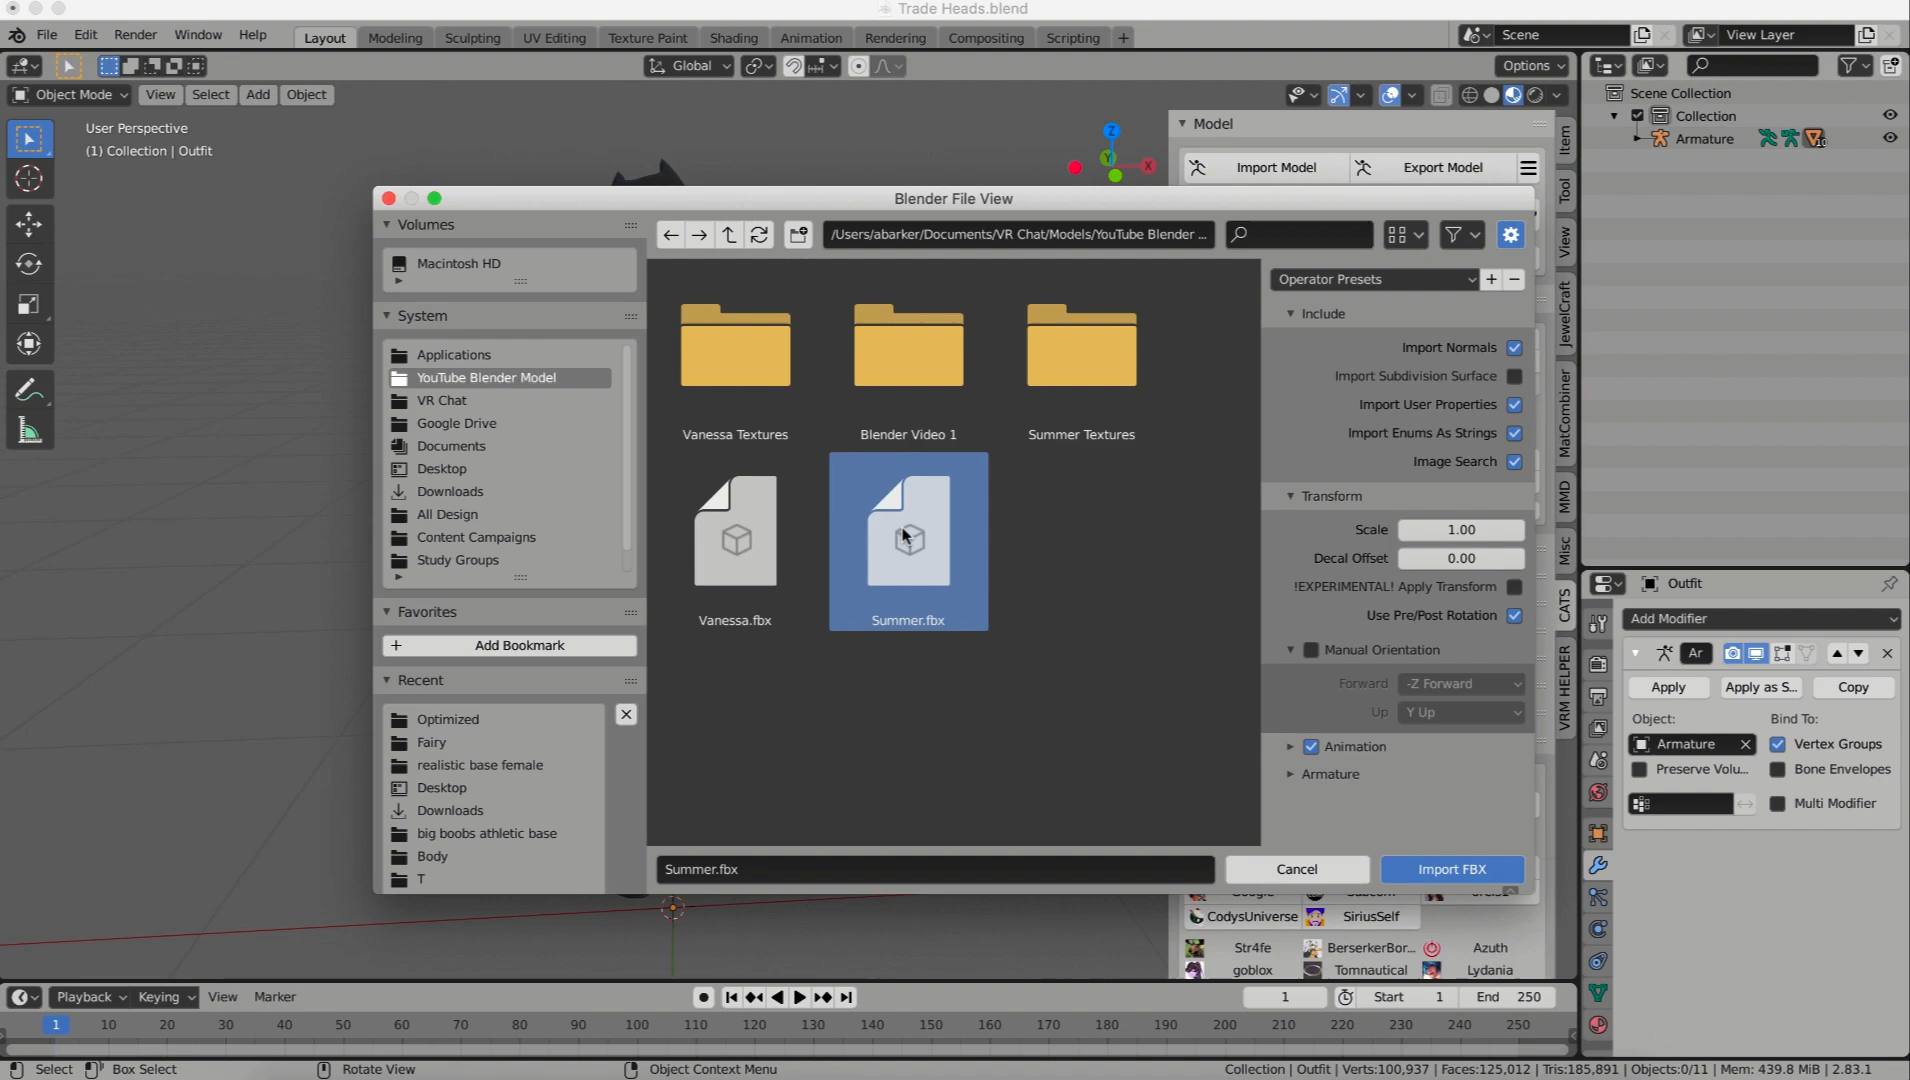 Trade Heads.blend
File Edit Render Window Help
Layout Modeling Sculpting UV Editing Texture Paint Shading Animation Rendering Compositing Scripting +
Scene
View Layer
Global
Options
Object Mode View Select Add Object
User Perspective
(1) Collection | Outfit
Z
Y
X
Model
Import Model
Export Model
Item
Tool
View
JewelCraft
MatCombiner
MMD
Misc
CATS
VRM HELPER
Scene Collection
Collection
Armature
10
Blender File View
Volumes
Macintosh HD
System
Applications
YouTube Blender Model
VR Chat
Google Drive
Documents
Desktop
Downloads
All Design
Content Campaigns
Study Groups
Favorites
Add Bookmark
Recent
Optimized
Fairy
realistic base female
Desktop
Downloads
big boobs athletic base
Body
T
/Users/abarker/Documents/VR Chat/Models/YouTube Blender ...
Vanessa Textures
Blender Video 1
Summer Textures
Vanessa.fbx
Summer.fbx
Operator Presets
Include
Import Normals
Import Subdivision Surface
Import User Properties
Import Enums As Strings
Image Search
Transform
Scale 1.00
Decal Offset 0.00
!EXPERIMENTAL! Apply Transform
Use Pre/Post Rotation
Manual Orientation
Forward -Z Forward
Up Y Up
Animation
Armature
Summer.fbx
Cancel
Import FBX
CodysUniverse
SiriusSelf
Str4fe
BerserkerBor...
Azuth
goblox
Tomnautical
Lydania
Outfit
Add Modifier
Ar
Apply
Apply as S...
Copy
Object:
Bind To:
Armature
Vertex Groups
Preserve Volu...
Bone Envelopes
Multi Modifier
Playback Keying View Marker
1
Start 1
End 250
1 10 20 30 40 50 60 70 80 90 100 110 120 130 140 150 160 170 180 190 200 210 220 230 240 250
Select
Box Select
Rotate View
Object Context Menu
Collection | Outfit | Verts:100,937 | Faces:125,012 | Tris:185,891 | Objects:0/11 | Mem: 439.8 MiB | 2.83.1